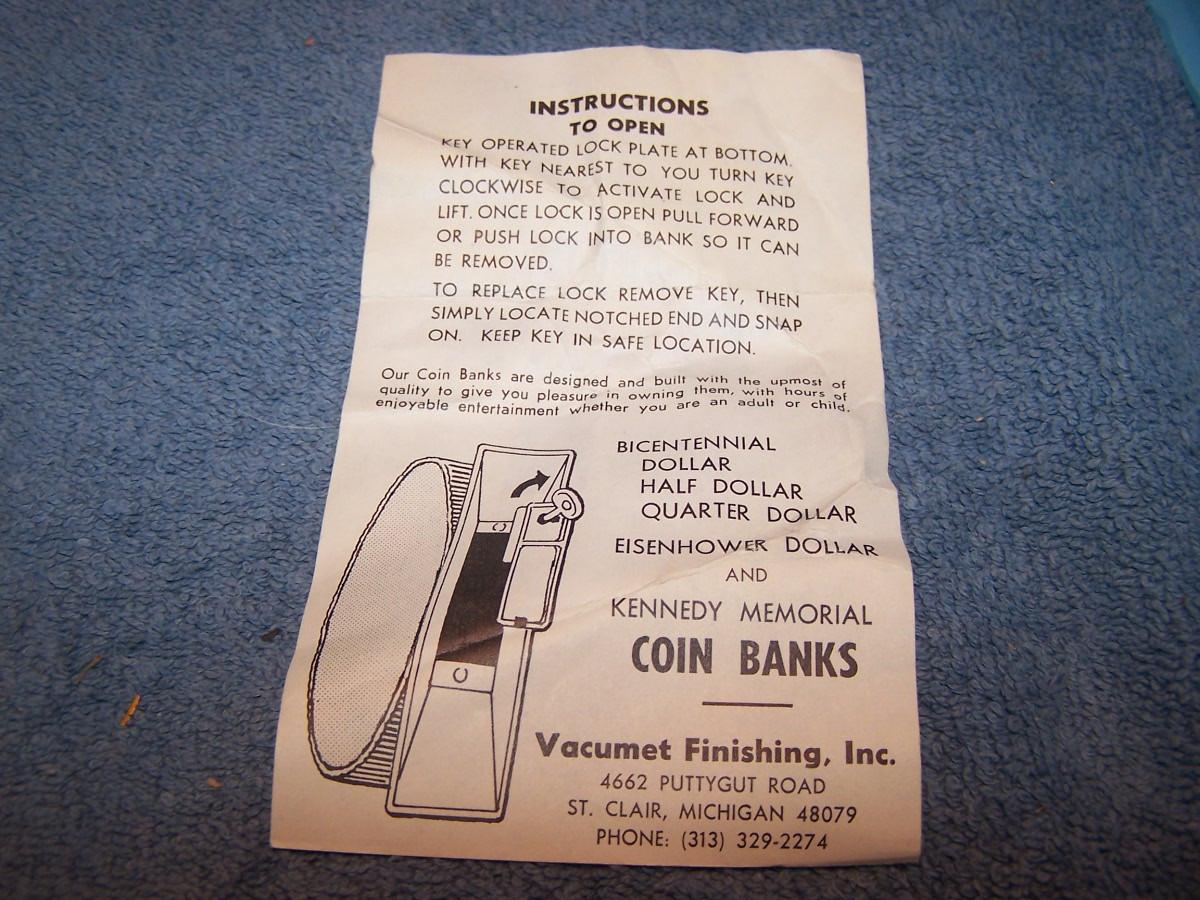 INSTRUCTIONS
TO OPEN
KEY OPERATED LOCK PLATE AT BOTTOM.
WITH KEY NEAREST TO YOU TURN KEY
CLOCKWISE TO ACTIVATE LOCK AND
LIFT. ONCE LOCK IS OPEN PULL FORWARD
OR PUSH LOCK INTO BANK SO IT CAN
BE REMOVED.
TO REPLACE LOCK REMOVE KEY, THEN
SIMPLY LOCATE NOTCHED END AND SNAP
ON. KEEP KEY IN SAFE LOCATION.
Our Coin Banks are designed and built with the upmost of
quality to give you pleasure in owning them, with hours of
enjoyable entertainment whether you are an adult or child.
BICENTENNIAL
DOLLAR
HALF DOLLAR
QUARTER DOLLAR
EISENHOWER DOLLAR
AND
KENNEDY MEMORIAL
COIN BANKS
Vacumet Finishing, Inc.
4662 PUTTYGUT ROAD
ST. CLAIR, MICHIGAN 48079
PHONE: (313) 329-2274